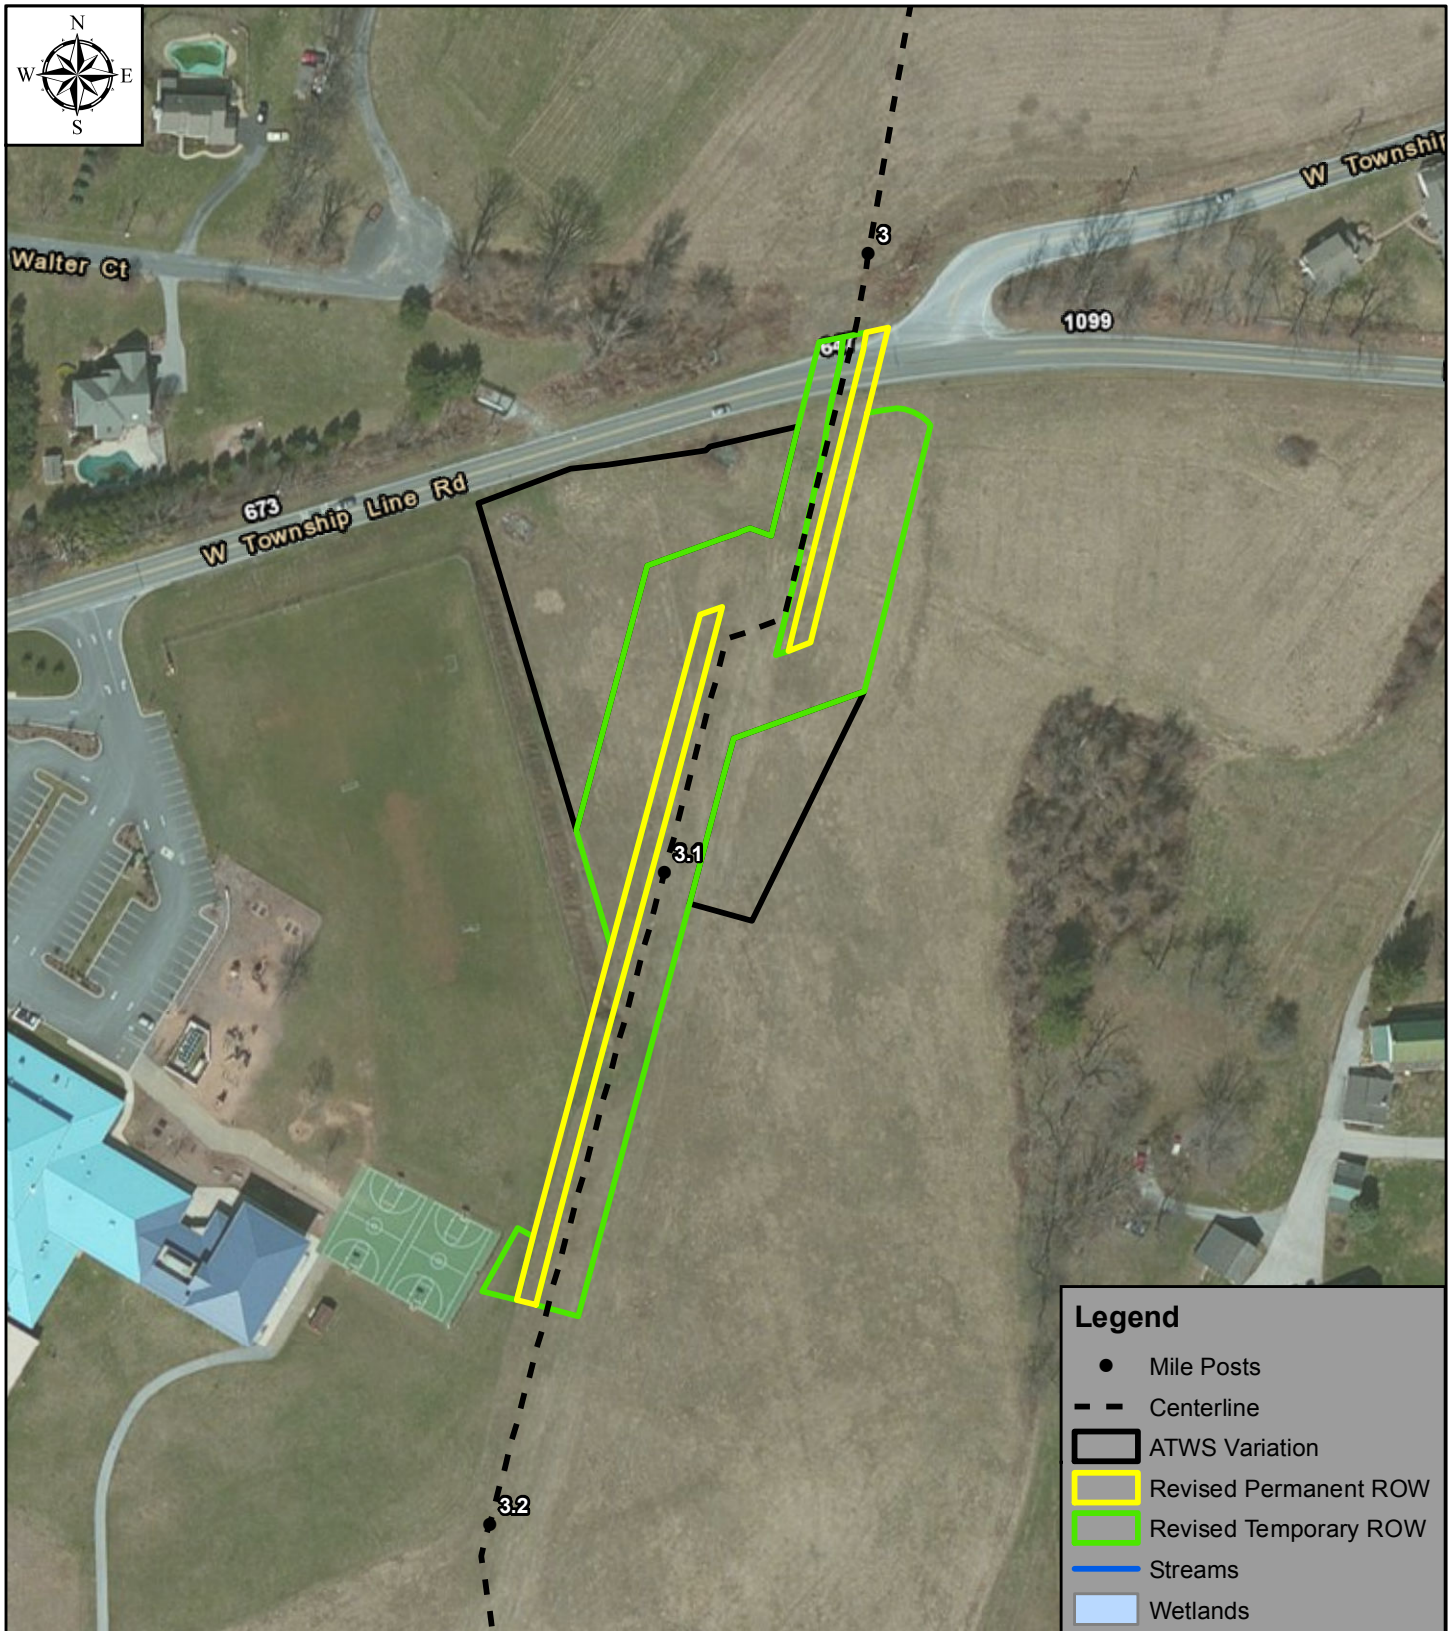 N
W E
S
W Township
3
Walter Ct
1099
673
W Township Line Rd
3.1
3.2
Legend
Mile Posts
Centerline
ATWS Variation
Revised Permanent ROW
Revised Temporary ROW
Streams
Wetlands